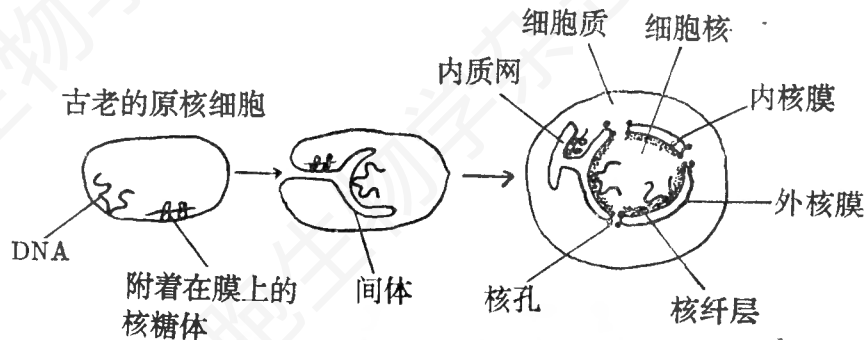 细胞质
细胞核
内质网
古老的原核细胞
内核膜
外核膜
DNA
附着在膜上的
核糖体
间体
核孔
核纤层